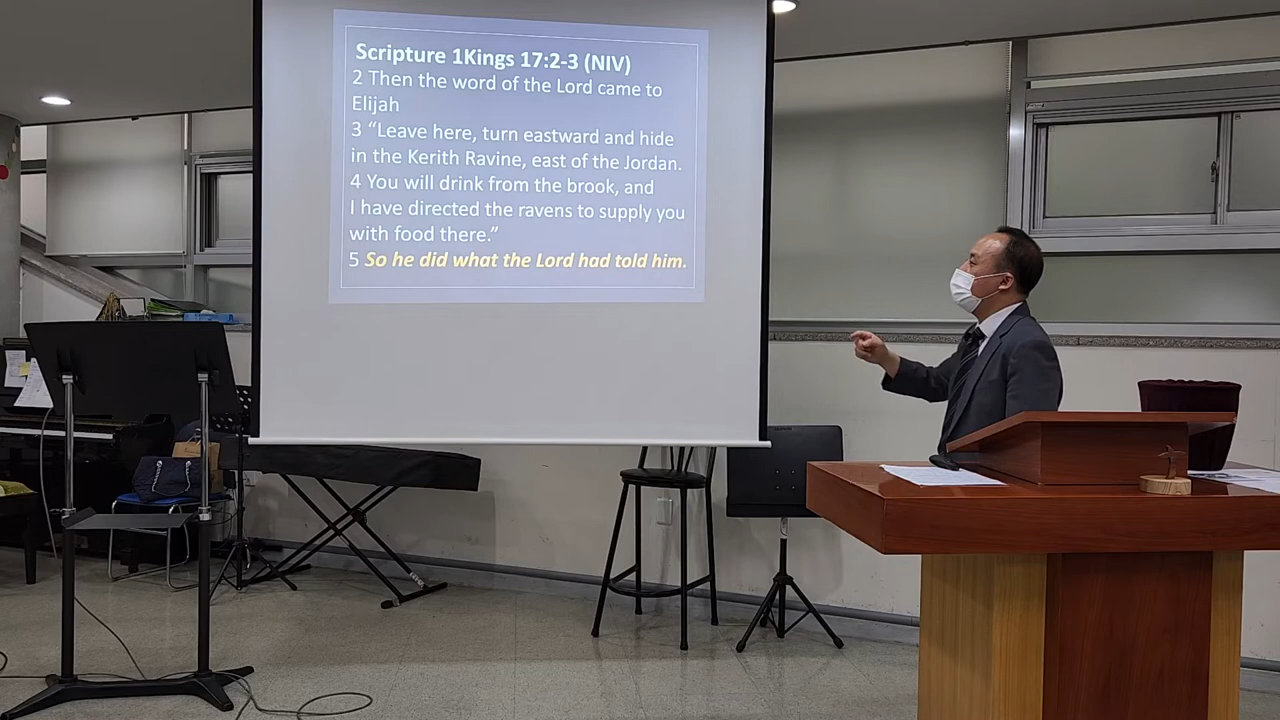 Scripture 1Kings 17:2-3 (NIV)
2 Then the word of the Lord came to
Elijah
3 “Leave here, turn eastward and hide
in the Kerith Ravine, east of the Jordan.
4 You will drink from the brook, and
I have directed the ravens to supply you
with food there.”
5 So he did what the Lord had told him.